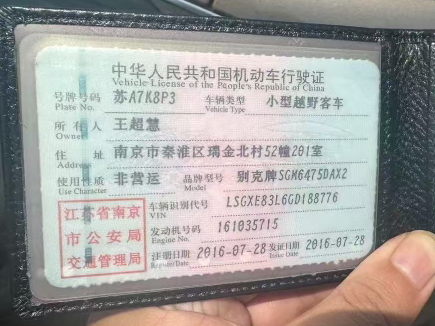 中华人民共和国机动车行驶证
Vehicle License of the People's Republic of China
号牌号码 苏A7K8P3 车辆类型 小型越野客车
Plate No. Vehicle Type
所有人 王超慧
Owner
住址 南京市秦淮区瑞金北村52幢201室
Address
使用性质 非营运 品牌型号 别克牌SGM6475DAX2
Use Character Model
江苏省南京
市公安局
交通管理局
车辆识别代号 LSGXE83L6GD188776
VIN
发动机号码 161035715
Engine No.
注册日期 2016-07-28 发证日期 2016-07-28
Register Date Issue Date